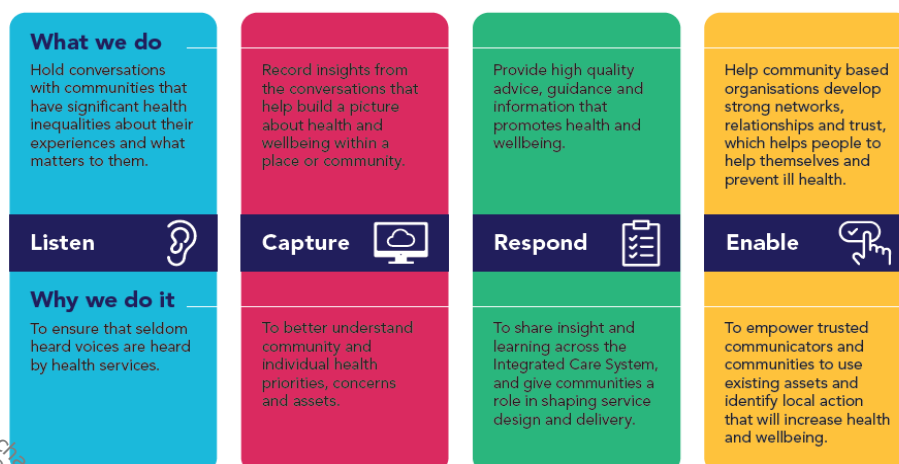 What we do
Hold conversations
with communities that
have significant health
inequalities about their
experiences and what
matters to them.
Listen
Why we do it
To ensure that seldom
heard voices are heard
by health services.
Record insights from
the conversations that
help build a picture
about health and
wellbeing within a
place or community.
Capture
To better understand
community and
individual health
priorities, concerns
and assets.
Provide high quality
advice, guidance and
information that
promotes health and
wellbeing.
Respond
To share insight and
learning across the
Integrated Care System,
and give communities a
role in shaping service
design and delivery.
Help community based
organisations develop
strong networks,
relationships and trust,
which helps people to
help themselves and
prevent ill health.
Enable
To empower trusted
communicators and
communities to use
existing assets and
identify local action
that will increase health
and wellbeing.